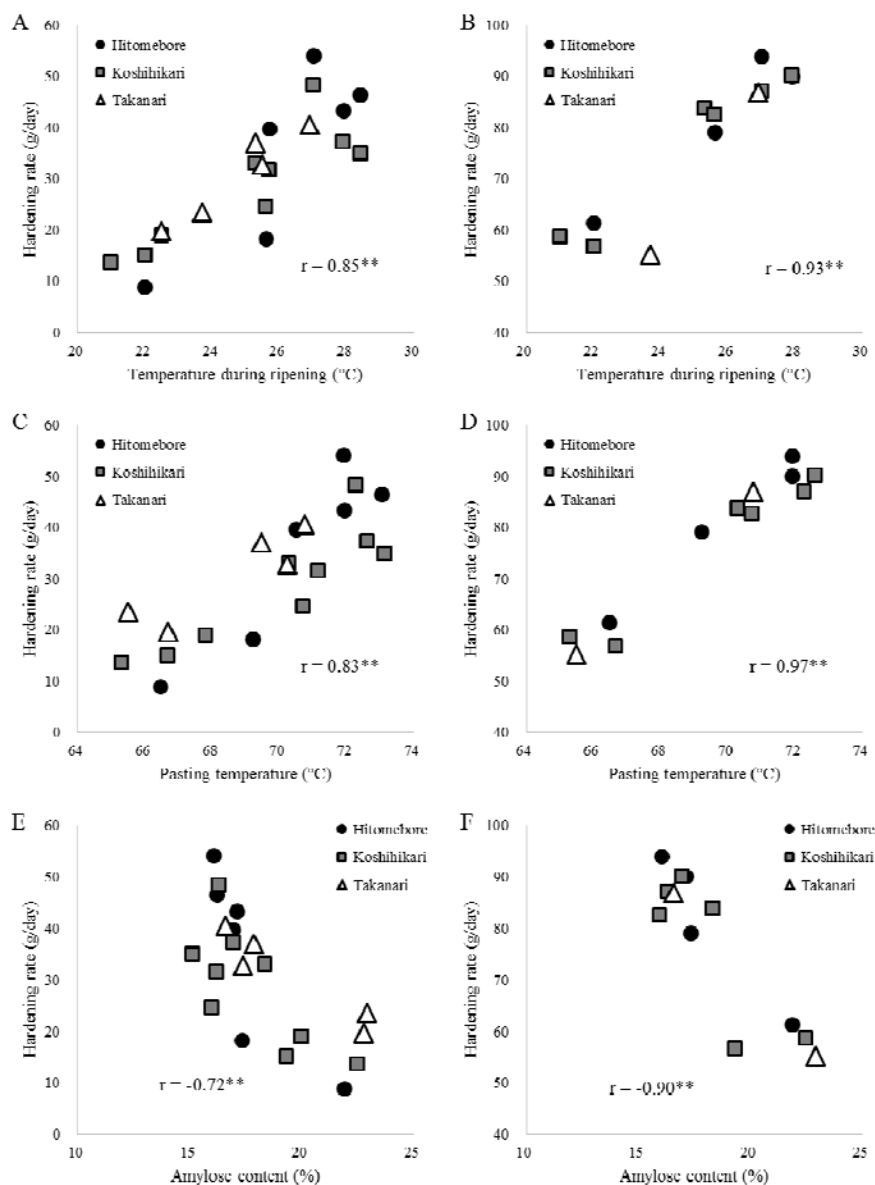 A
60
50
40
30
20
10
0
Hardening rate (g/day)
Hitomebore
Koshihikari
Takanari
r = 0.85**
20 22 24 26 28 30
Temperature during ripening (°C)
B
100
90
80
70
60
50
40
Hardening rate (g/day)
Hitomebore
Koshihikari
Takanari
r = 0.93**
20 22 24 26 28 30
Temperature during ripening (°C)
C
60
50
40
30
20
10
0
Hardening rate (g/day)
Hitomebore
Koshihikari
Takanari
r = 0.83**
64 66 68 70 72 74
Pasting temperature (°C)
D
100
90
80
70
60
50
40
Hardening rate (g/day)
Hitomebore
Koshihikari
Takanari
r = 0.97**
64 66 68 70 72 74
Pasting temperature (°C)
E
60
50
40
30
20
10
0
Hardening rate (g/day)
Hitomebore
Koshihikari
Takanari
r = -0.72**
10 15 20 25
Amylose content (%)
F
100
90
80
70
60
50
40
Hardening rate (g/day)
Hitomebore
Koshihikari
Takanari
r = -0.90**
10 15 20 25
Amylose content (%)